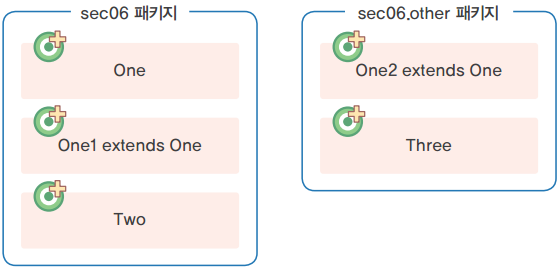 sec06 패키지
One
One1 extends One
Two
sec06.other 패키지
One2 extends One
Three